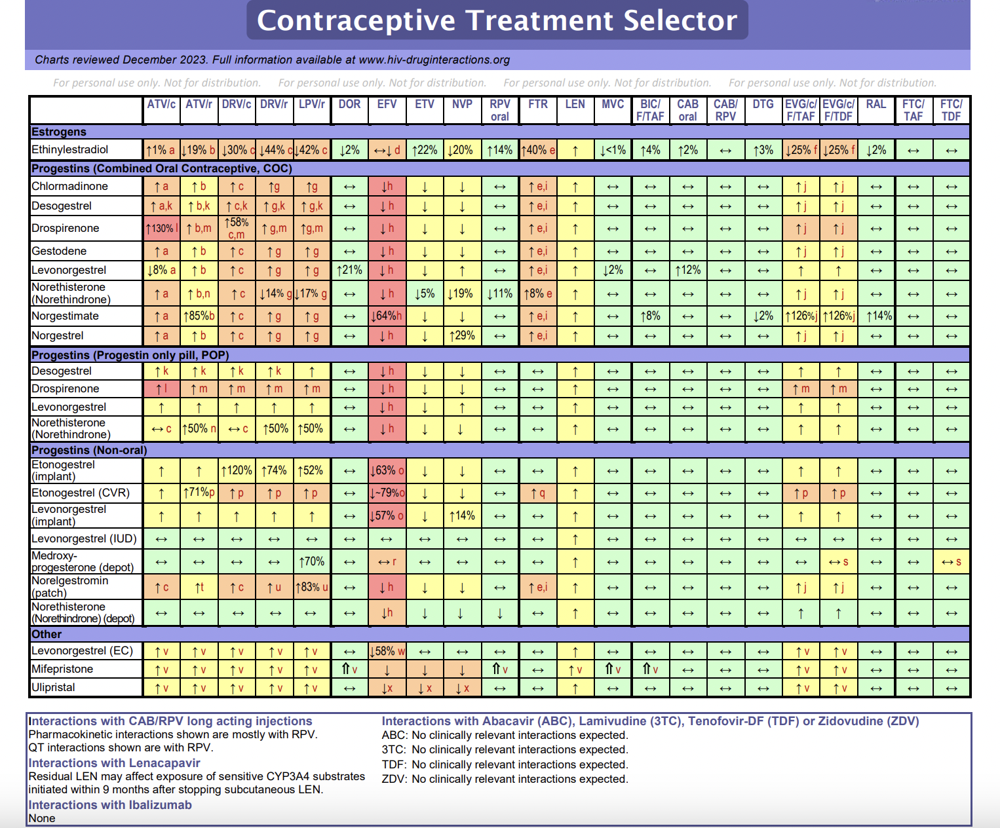 Contraceptive Treatment Selector
Charts reviewed December 2023. Full information available at www.hiv-druginteractions.org
For personal use only. Not for distribution. For personal use only. Not for distribution. For personal use only. Not for distribution. For personal use only. Not for distribution.
ATV/c ATV/r DRV/c DRV/r LPV/r DOR EFV ETV NVP RPV oral FTR LEN MVC BIC/ F/TAF CAB oral CAB/ RPV DTG EVG/c/ F/TAF EVG/c/ F/TDF RAL FTC/ TAF FTC/ TDF
Estrogens
Ethinylestradiol ↑1% a ↓19% b ↓30% c ↓44% c ↓42% c ↓2% ↔↓ d ↑22% ↓20% ↑14% ↑40% e ↑ ↓<1% ↑4% ↑2% ↔ ↑3% ↓25% f ↓25% f ↓2% ↔ ↔
Progestins (Combined Oral Contraceptive, COC)
Chlormadinone ↑ a ↑ b ↑ c ↑g ↑g ↔ ↓h ↓ ↓ ↔ ↑ e,i ↑ ↔ ↔ ↔ ↔ ↔ ↑ j ↑ j ↔ ↔ ↔
Desogestrel ↑ a,k ↑ b,k ↑ c,k ↑ g,k ↑ g,k ↔ ↓ h ↓ ↓ ↔ ↑ e,i ↑ ↔ ↔ ↔ ↔ ↔ ↑ j ↑ j ↔ ↔ ↔
Drospirenone ↑130% l ↑ b,m ↑58% c,m ↑ g,m ↑g,m ↔ ↓ h ↓ ↓ ↔ ↑ e,i ↑ ↔ ↔ ↔ ↔ ↔ ↑ j ↑ j ↔ ↔ ↔
Gestodene ↑ a ↑ b ↑ c ↑ g ↑ g ↔ ↓ h ↓ ↓ ↔ ↑ e,i ↑ ↔ ↔ ↔ ↔ ↔ ↑ j ↑ j ↔ ↔ ↔
Levonorgestrel ↓8% a ↑ b ↑ c ↑ g ↑ g ↑21% ↓ h ↓ ↑ ↔ ↑ e,i ↑ ↓2% ↔ ↑12% ↔ ↔ ↑ ↑ ↔ ↔ ↔
Norethisterone (Norethindrone) ↑ a ↑ b,n ↑ c ↓14% g ↓17% g ↔ ↓ h ↓5% ↓19% ↓11% ↑8% e ↑ ↔ ↔ ↔ ↔ ↔ ↑ j ↑ j ↔ ↔ ↔
Norgestimate ↑ a ↑85%b ↑ c ↑ g ↑ g ↔ ↓64%h ↓ ↓ ↔ ↑ e,i ↑ ↔ ↑8% ↔ ↔ ↓2% ↑126%j ↑126%j ↑14% ↔ ↔
Norgestrel ↑ a ↑ b ↑ c ↑ g ↑ g ↔ ↓ h ↓ ↑29% ↔ ↑ e,i ↑ ↔ ↔ ↔ ↔ ↔ ↑ j ↑ j ↔ ↔ ↔
Progestins (Progestin only pill, POP)
Desogestrel ↑ k ↑ k ↑ k ↑ k ↑ ↔ ↓ h ↓ ↓ ↔ ↔ ↑ ↔ ↔ ↔ ↔ ↔ ↑ ↑ ↔ ↔ ↔
Drospirenone ↑ l ↑ m ↑ m ↑ m ↑ m ↔ ↓ h ↓ ↓ ↔ ↔ ↑ ↔ ↔ ↔ ↔ ↔ ↑ m ↑ m ↔ ↔ ↔
Levonorgestrel ↑ ↑ ↑ ↑ ↑ ↔ ↓ h ↓ ↑ ↔ ↔ ↑ ↔ ↔ ↔ ↔ ↔ ↑ ↑ ↔ ↔ ↔
Norethisterone (Norethindrone) ↔ c ↑50% n ↔ c ↑50% ↑50% ↔ ↓ h ↓ ↓ ↔ ↔ ↑ ↔ ↔ ↔ ↔ ↔ ↑ ↑ ↔ ↔ ↔
Progestins (Non-oral)
Etonogestrel (implant) ↑ ↑ ↑120% ↑74% ↑52% ↔ ↓63% o ↓ ↓ ↔ ↔ ↑ ↔ ↔ ↔ ↔ ↔ ↑ ↑ ↔ ↔ ↔
Etonogestrel (CVR) ↑ ↑71%p ↑ p ↑ p ↑ p ↔ ↓~79%o ↓ ↓ ↔ ↑ q ↑ ↔ ↔ ↔ ↔ ↔ ↑ p ↑ p ↔ ↔ ↔
Levonorgestrel (implant) ↑ ↑ ↑ ↑ ↑ ↔ ↓57% o ↓ ↑14% ↔ ↔ ↑ ↔ ↔ ↔ ↔ ↔ ↑ ↑ ↔ ↔ ↔
Levonorgestrel (IUD) ↔ ↔ ↔ ↔ ↔ ↔ ↔ ↔ ↔ ↔ ↔ ↑ ↔ ↔ ↔ ↔ ↔ ↔ ↔ ↔ ↔ ↔
Medroxy- progesterone (depot) ↔ ↔ ↔ ↔ ↑70% ↔ ↔ r ↔ ↔ ↔ ↔ ↑ ↔ ↔ ↔ ↔ ↔ ↔ ↔ s ↔ ↔ ↔ s
Norelgestromin (patch) ↑ c ↑t ↑ c ↑ u ↑83% u ↔ ↓ h ↓ ↓ ↔ ↑ e,i ↑ ↔ ↔ ↔ ↔ ↔ ↑ j ↑ j ↔ ↔ ↔
Norethisterone (Norethindrone) (depot) ↔ ↔ ↔ ↔ ↔ ↔ ↓h ↓ ↓ ↓ ↔ ↑ ↔ ↔ ↔ ↔ ↔ ↑ ↑ ↔ ↔ ↔
Other
Levonorgestrel (EC) ↑ v ↑ v ↑ v ↑ v ↑ v ↔ ↓58% w ↔ ↔ ↔ ↔ ↑ ↔ ↔ ↔ ↔ ↔ ↑ v ↑ v ↔ ↔ ↔
Mifepristone ↑ v ↑ v ↑ v ↑ v ↑ v ⇑ v ↓ ↓ ↓ ⇑ v ↔ ↑ v ⇑ v ⇑ v ↔ ↔ ↔ ↑ v ↑ v ↔ ↔ ↔
Ulipristal ↑ v ↑ v ↑ v ↑ v ↑ v ↔ ↓x ↓ x ↓ x ↔ ↔ ↑ ↔ ↔ ↔ ↔ ↔ ↑ v ↑ v ↔ ↔ ↔
Interactions with CAB/RPV long acting injections
Pharmacokinetic interactions shown are mostly with RPV.
QT interactions shown are with RPV.
Interactions with Lenacapavir
Residual LEN may affect exposure of sensitive CYP3A4 substrates
initiated within 9 months after stopping subcutaneous LEN.
Interactions with Ibalizumab
None
Interactions with Abacavir (ABC), Lamivudine (3TC), Tenofovir-DF (TDF) or Zidovudine (ZDV)
ABC: No clinically relevant interactions expected.
3TC: No clinically relevant interactions expected.
TDF: No clinically relevant interactions expected.
ZDV: No clinically relevant interactions expected.